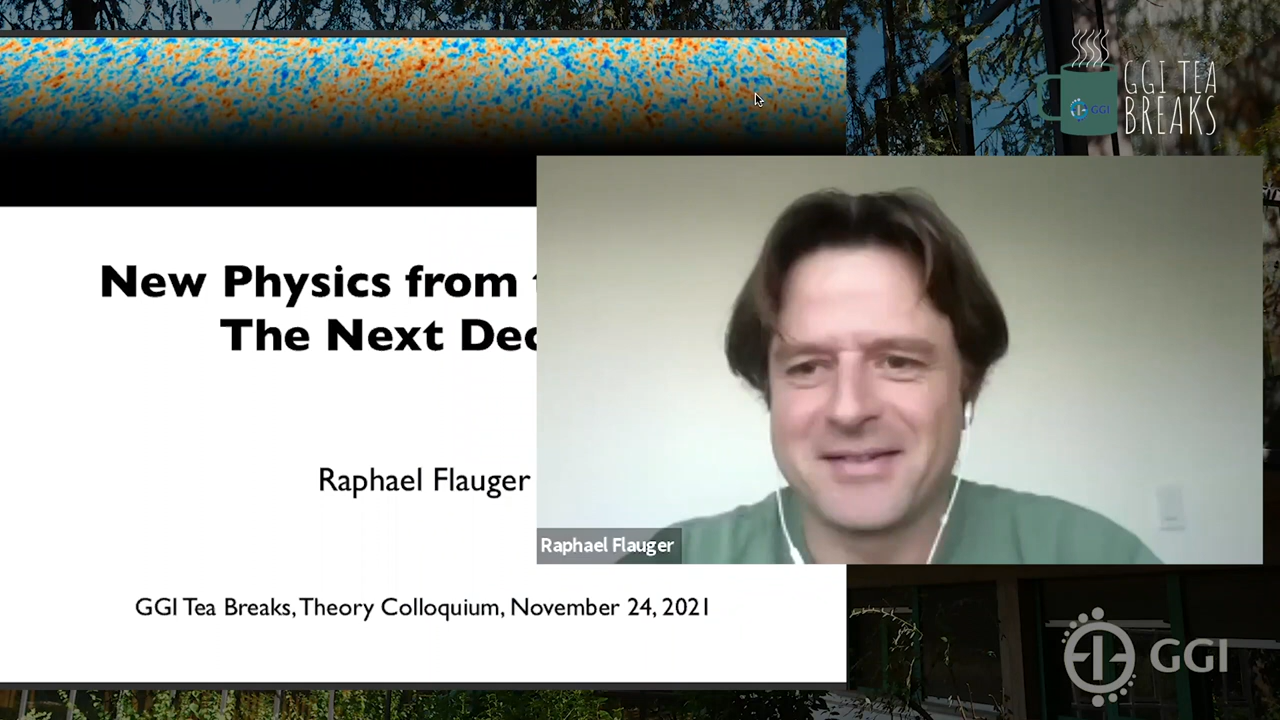 GGI TEA
BREAKS
GGI
New Physics from
The Next Dec
Raphael Flauger
Raphael Flauger
GGI Tea Breaks, Theory Colloquium, November 24, 2021
GGI